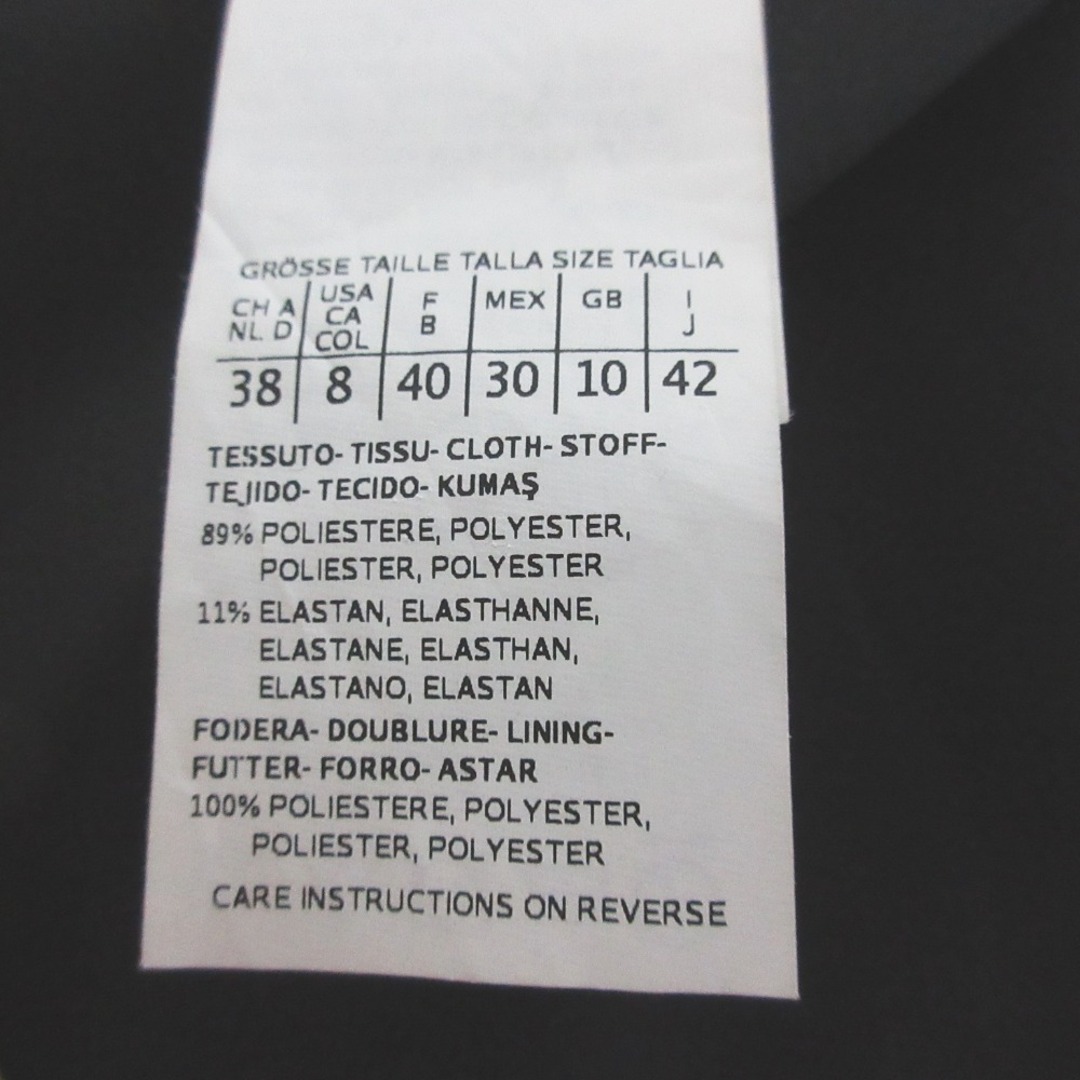 GRÖSSE TAILLE TALLA SIZE TAGLIA
CH A NL D | USA CA COL | F B | MEX | GB | I J
38 | 8 | 40 | 30 | 10 | 42
TESSUTO- TISSU- CLOTH- STOFF-
TEJIDO- TECIDO- KUMAŞ
89% POLIESTERE, POLYESTER,
POLIESTER, POLYESTER
11% ELASTAN, ELASTHANNE,
ELASTANE, ELASTHAN,
ELASTANO, ELASTAN
FODERA- DOUBLURE- LINING-
FUTTER- FORRO- ASTAR
100% POLIESTERE, POLYESTER,
POLIESTER, POLYESTER
CARE INSTRUCTIONS ON REVERSE